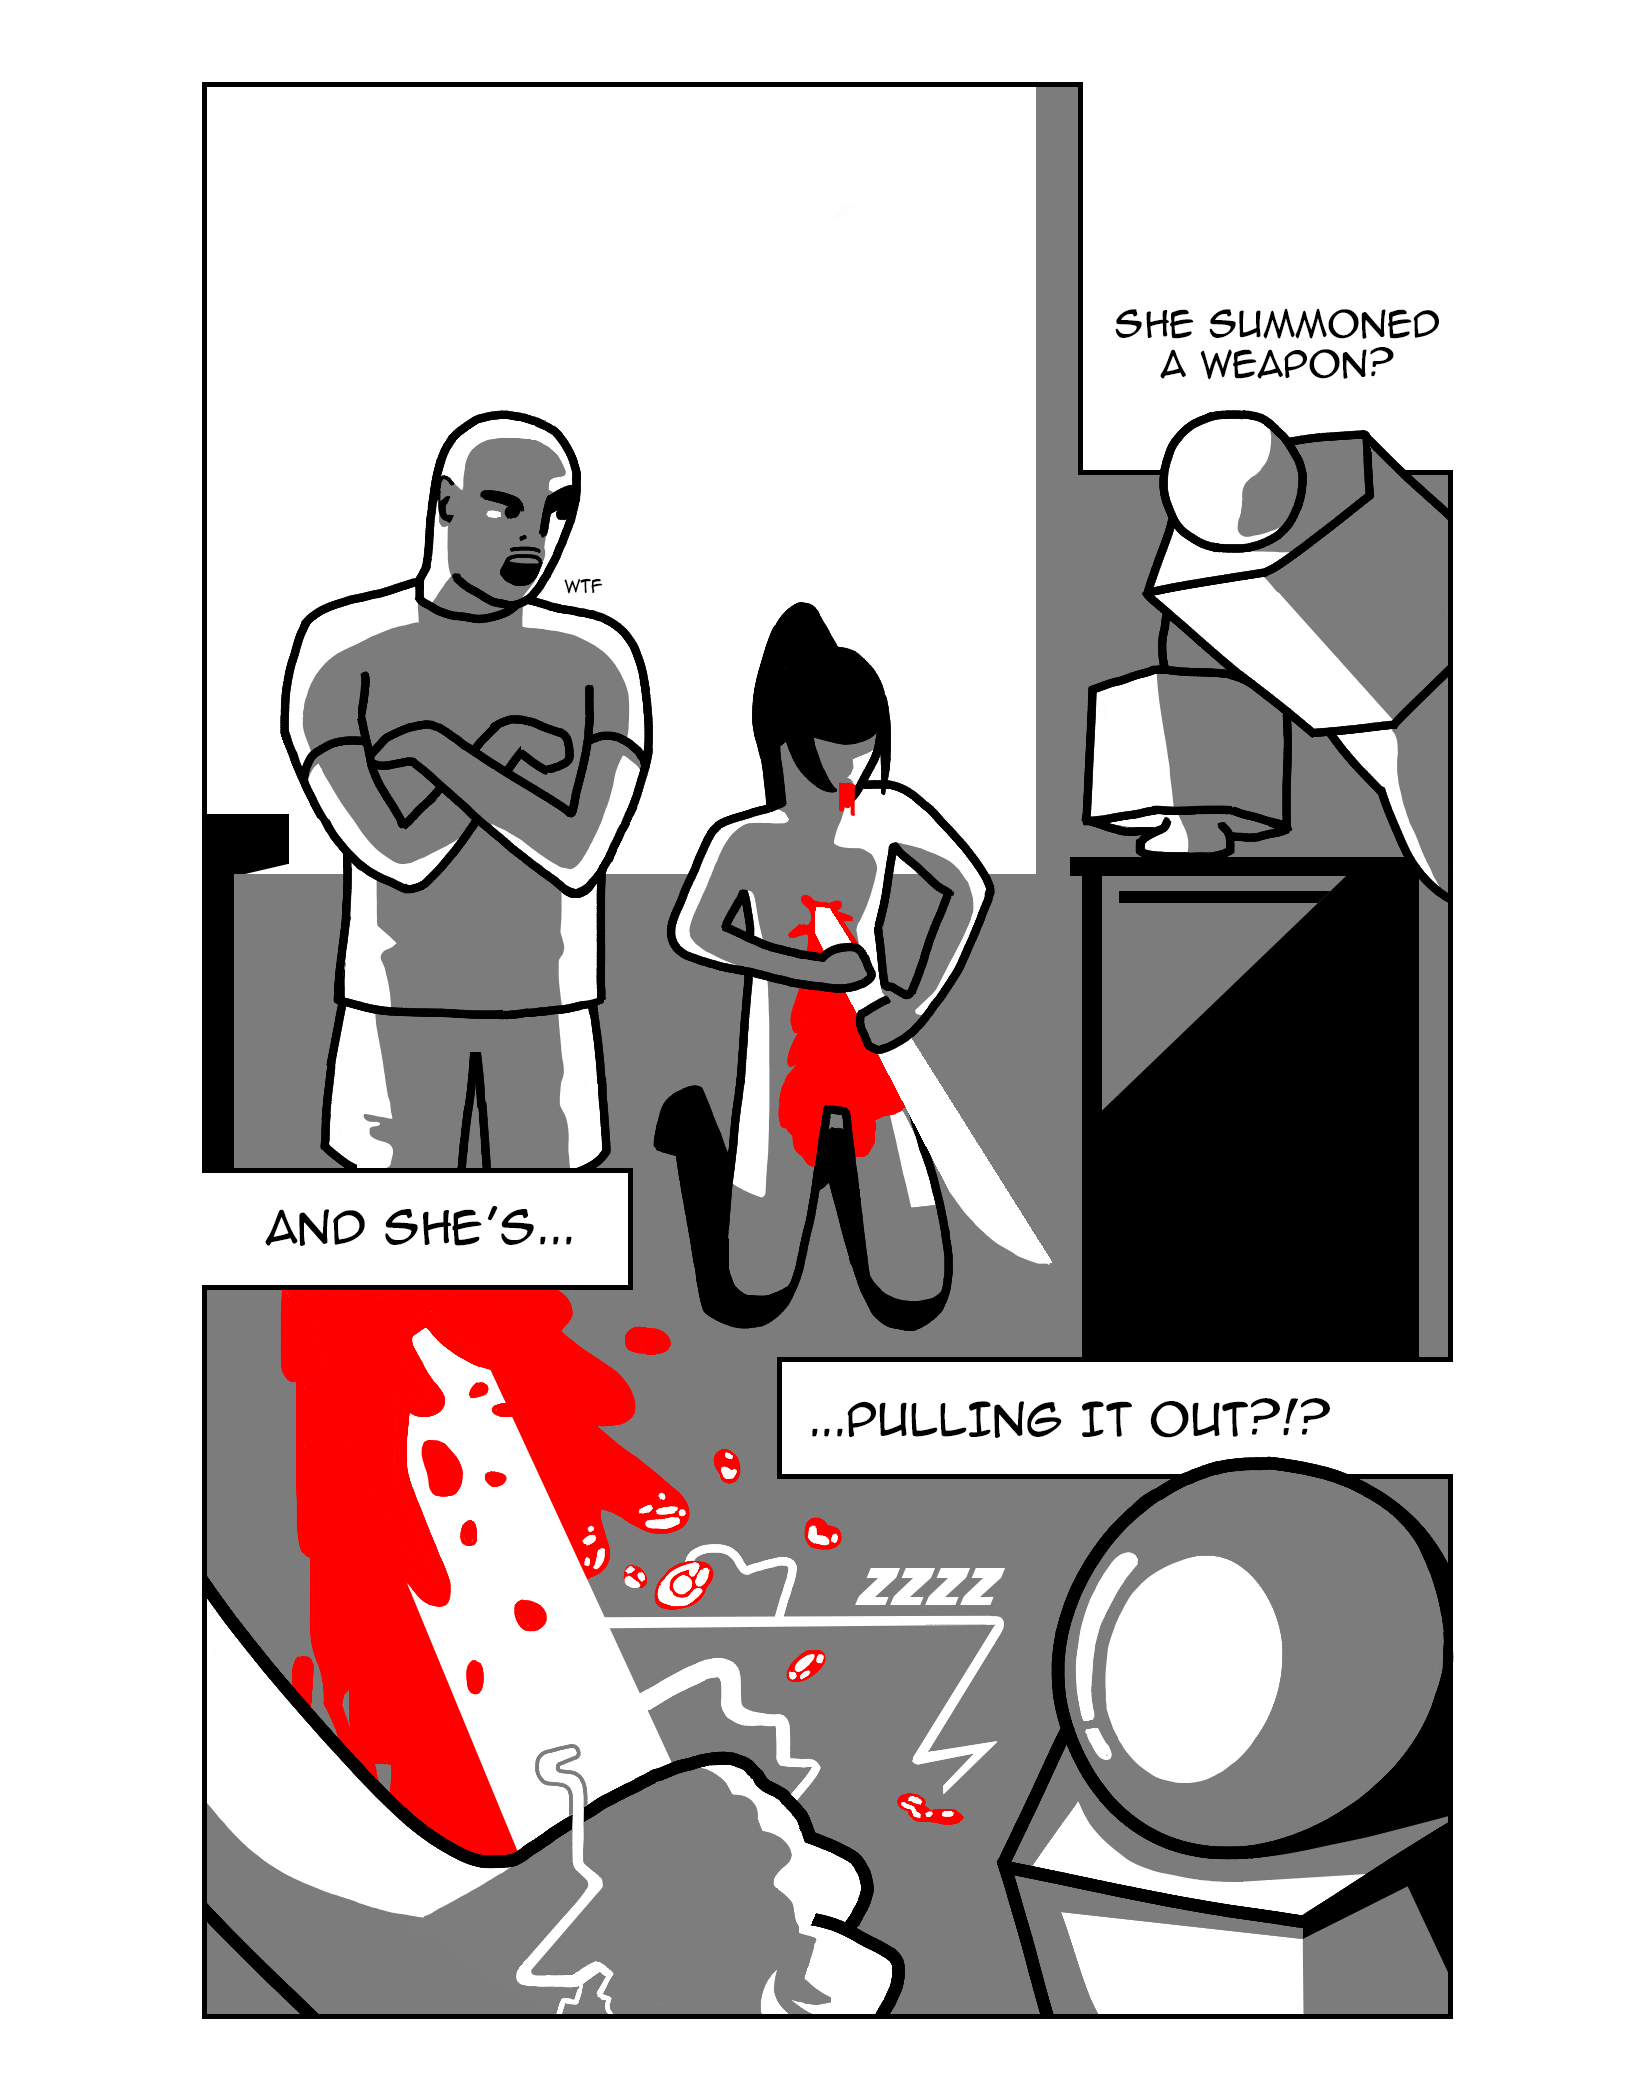 SHE SUMMONED
A WEAPON?
WTF
AND SHE'S...
...PULLING IT OUT?!?
ZZZZ